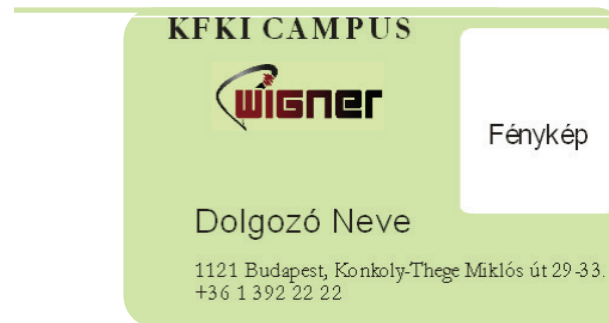 KFKI CAMPUS
wigner
Fénykép
Dolgozó Neve
1121 Budapest, Konkoly-Thege Miklós út 29-33.
+36 1 392 22 22